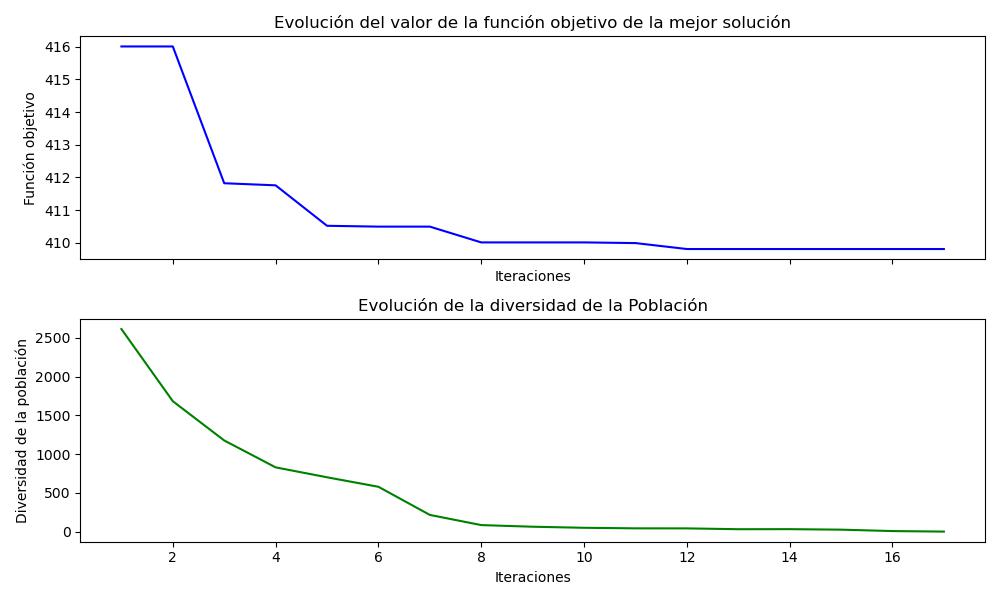 Evolución del valor de la función objetivo de la mejor solución
Función objetivo
416
415
414
413
412
411
410
Iteraciones
Evolución de la diversidad de la Población
Diversidad de la población
2500
2000
1500
1000
500
0
2 4 6 8 10 12 14 16
Iteraciones